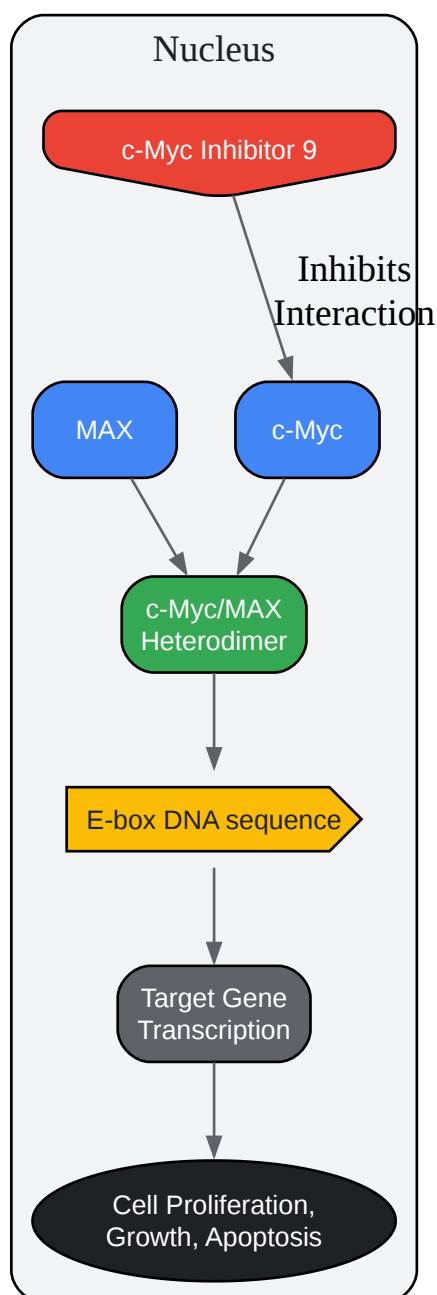 Nucleus
c-Myc Inhibitor 9
Inhibits
Interaction
MAX
c-Myc
c-Myc/MAX
Heterodimer
E-box DNA sequence
Target Gene
Transcription
Cell Proliferation,
Growth, Apoptosis